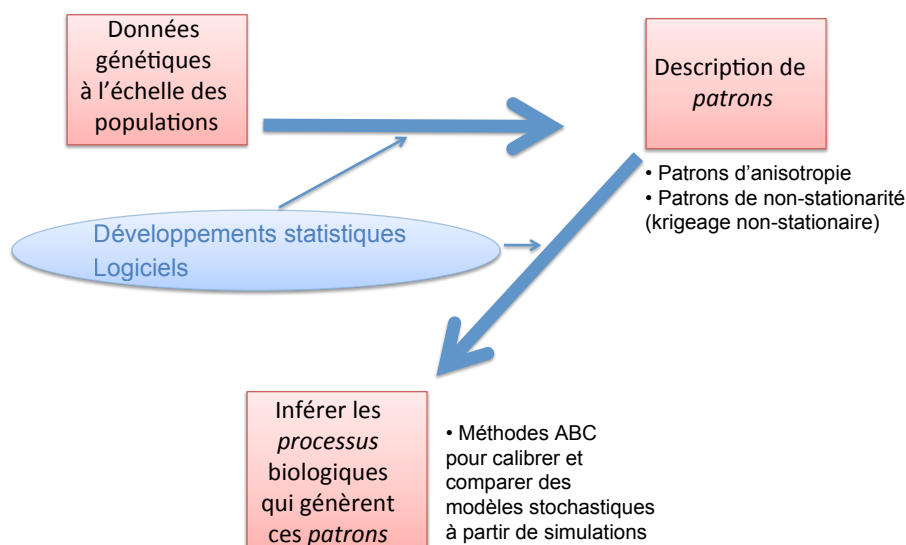 Données
génétiques
à l'échelle des
populations
Description de
patrons
• Patrons d'anisotropie
• Patrons de non-stationarité
(krigeage non-stationaire)
Développements statistiques
Logiciels
Inférer les
processus
biologiques
qui génèrent
ces patrons
• Méthodes ABC
pour calibrer et
comparer des
modèles stochastiques
à partir de simulations